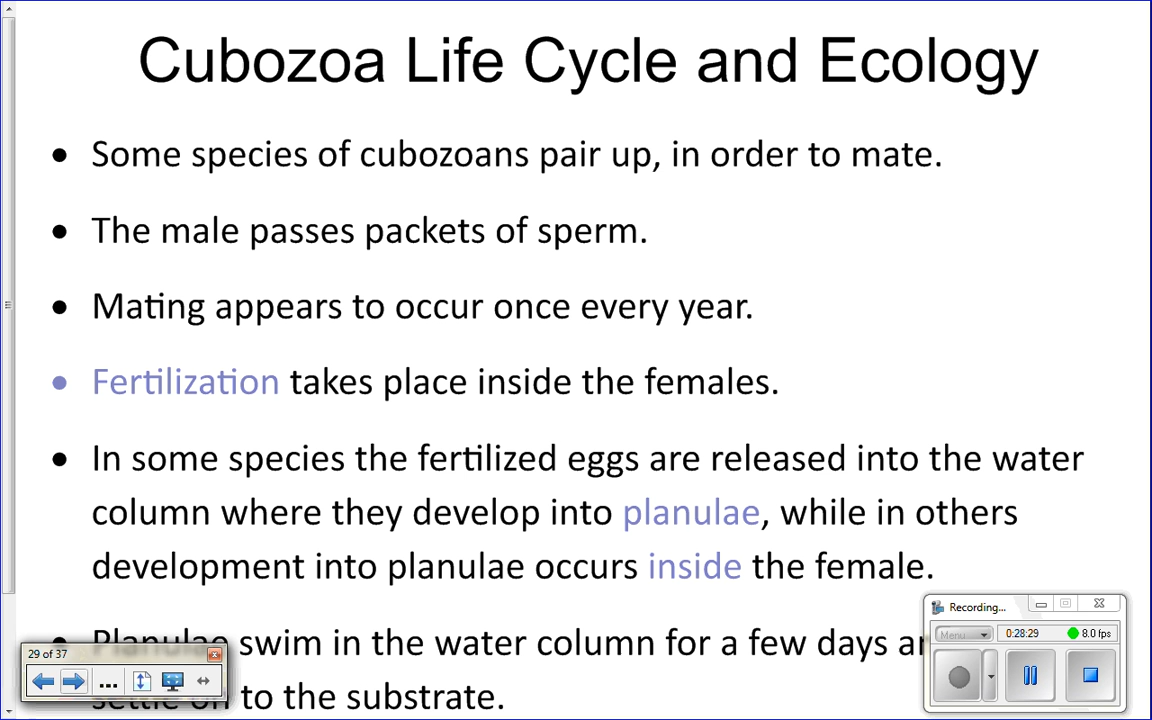 Cubozoa Life Cycle and Ecology
• Some species of cubozoans pair up, in order to mate.
• The male passes packets of sperm.
• Mating appears to occur once every year.
• Fertilization takes place inside the females.
• In some species the fertilized eggs are released into the water
column where they develop into planulae, while in others
development into planulae occurs inside the female.
• Planulae swim in the water column for a few days
to the substrate.
29 of 37
Recording...
Menu
0:28:29
8.0 fps